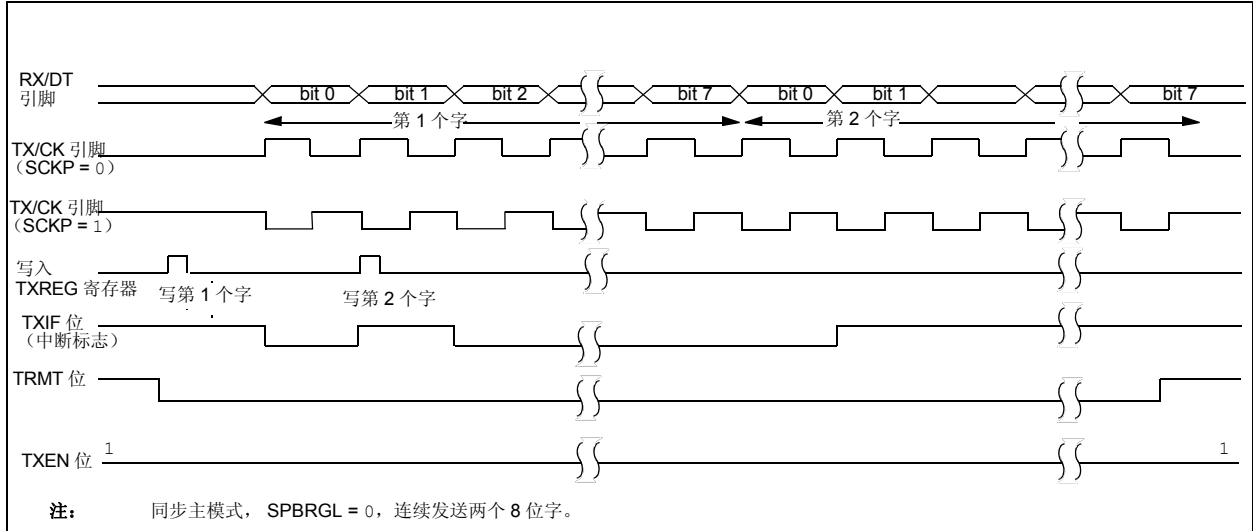 RX/DT
引脚
bit 0 bit 1 bit 2 bit 7 bit 0 bit 1 bit 7
第 1 个字 第 2 个字
TX/CK 引脚
（SCKP = 0）
TX/CK 引脚
（SCKP = 1）
写入
TXREG 寄存器 写第 1 个字 写第 2 个字
TXIF 位
（中断标志）
TRMT 位
TXEN 位 1 1
注： 同步主模式， SPBRGL = 0，连续发送两个 8 位字。